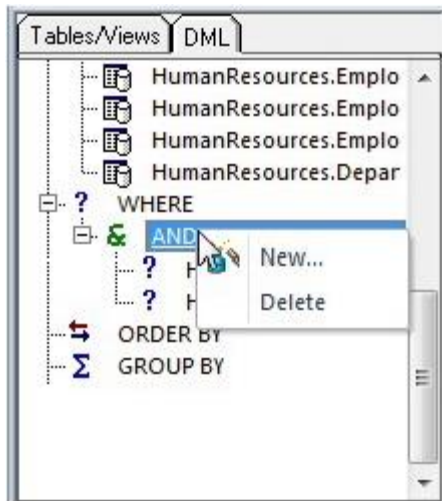 Tables/Views DML
HumanResources.Emplo
HumanResources.Emplo
HumanResources.Emplo
HumanResources.Depar
? WHERE
& AND
New...
? H
? H
Delete
ORDER BY
Σ GROUP BY